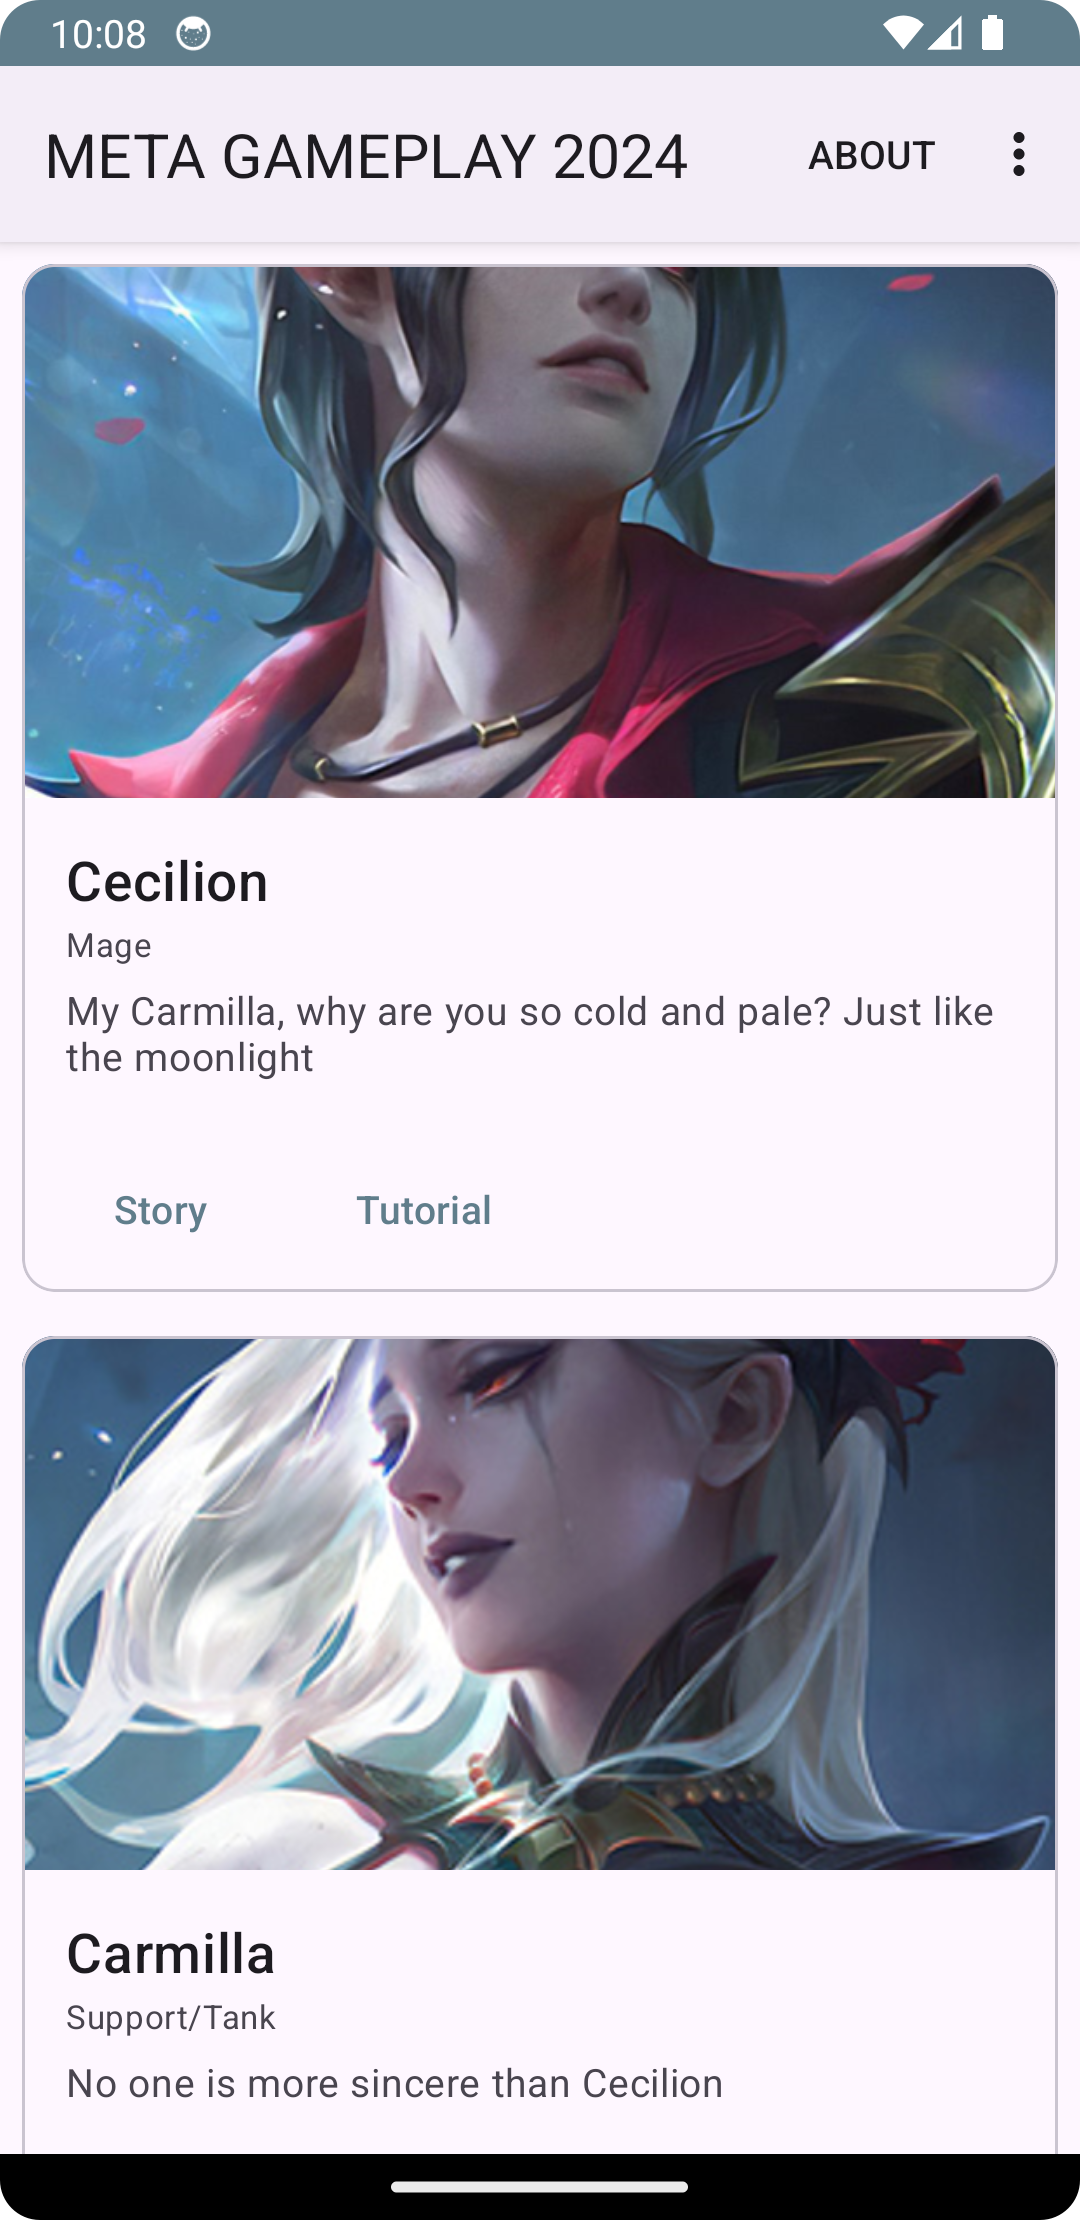 10:08
META GAMEPLAY 2024
ABOUT
Cecilion
Mage
My Carmilla, why are you so cold and pale? Just like
the moonlight
Story
Tutorial
Carmilla
Support/Tank
No one is more sincere than Cecilion